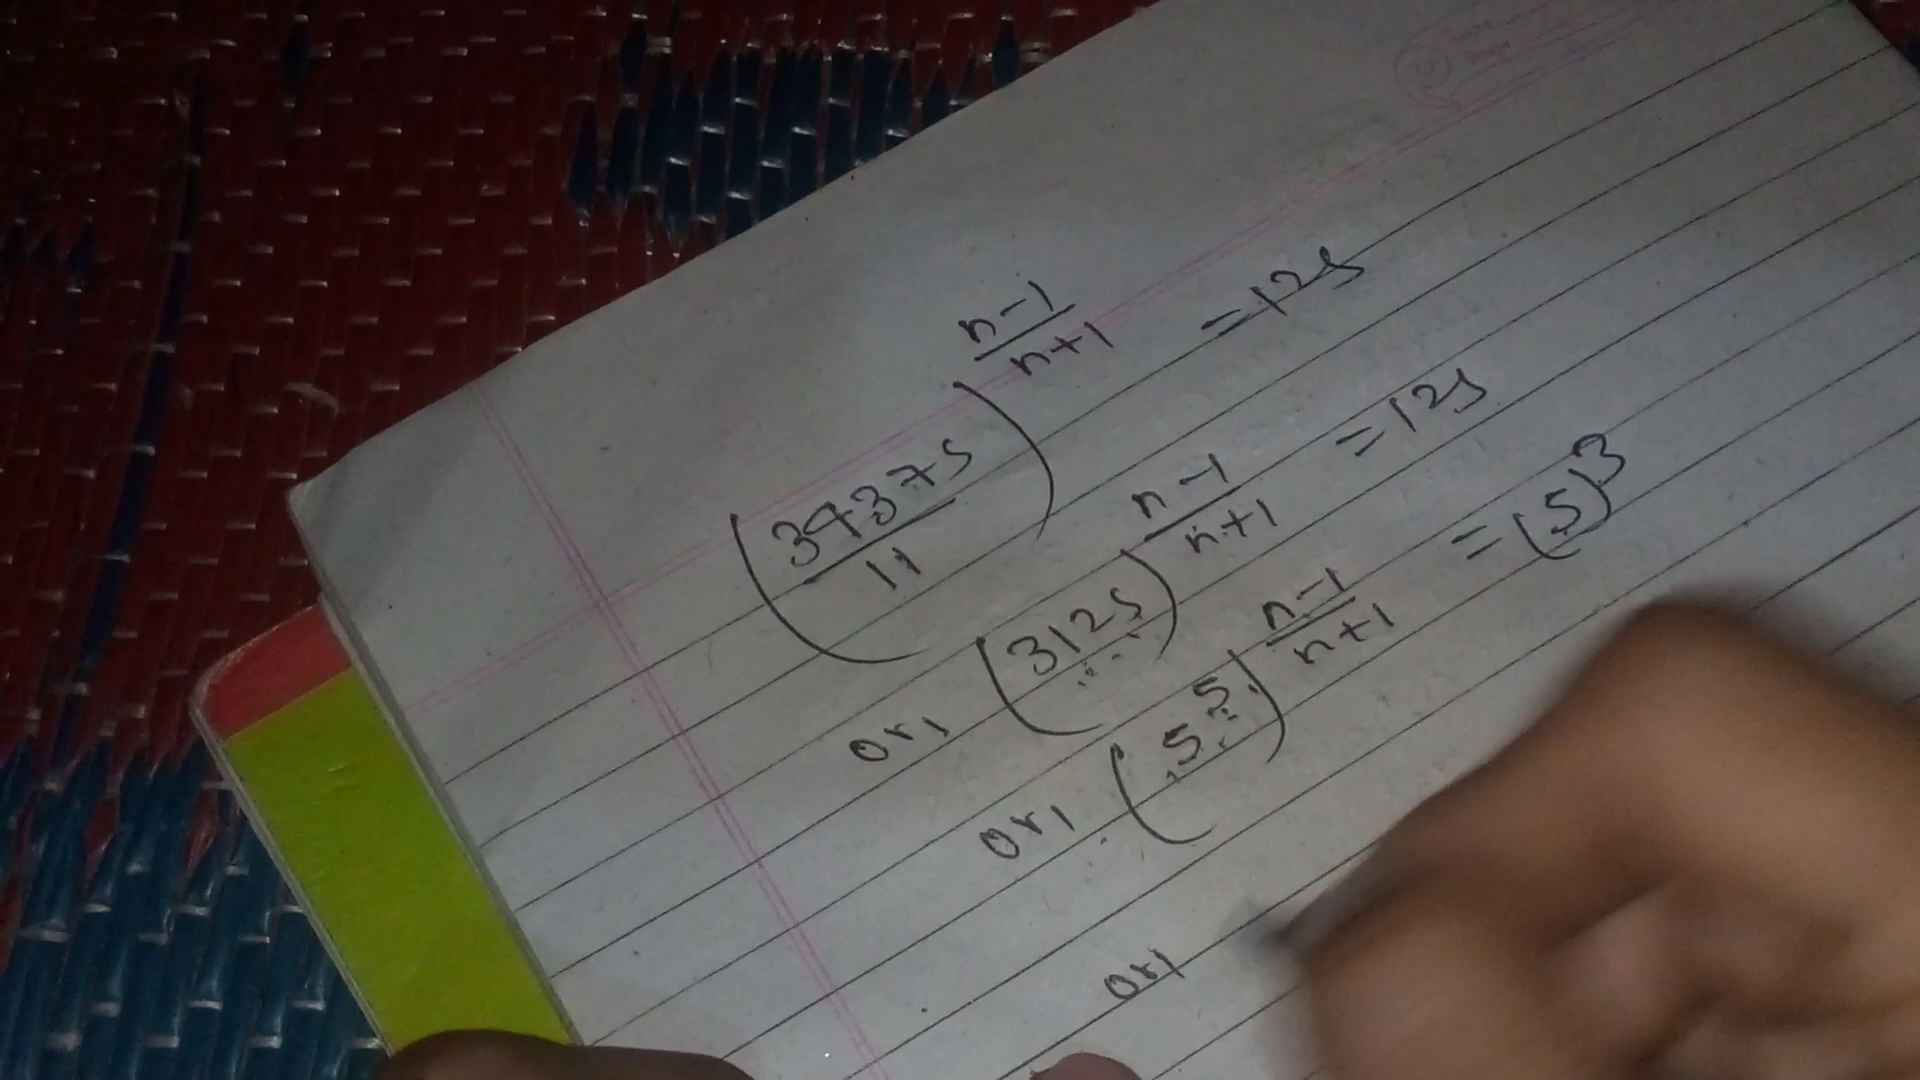 (34375/11)^(n-1/n+1) = 125
or, (3125)^(n-1/n+1) = 125
or, (5^5)^(n-1/n+1) = (5)^3
or,